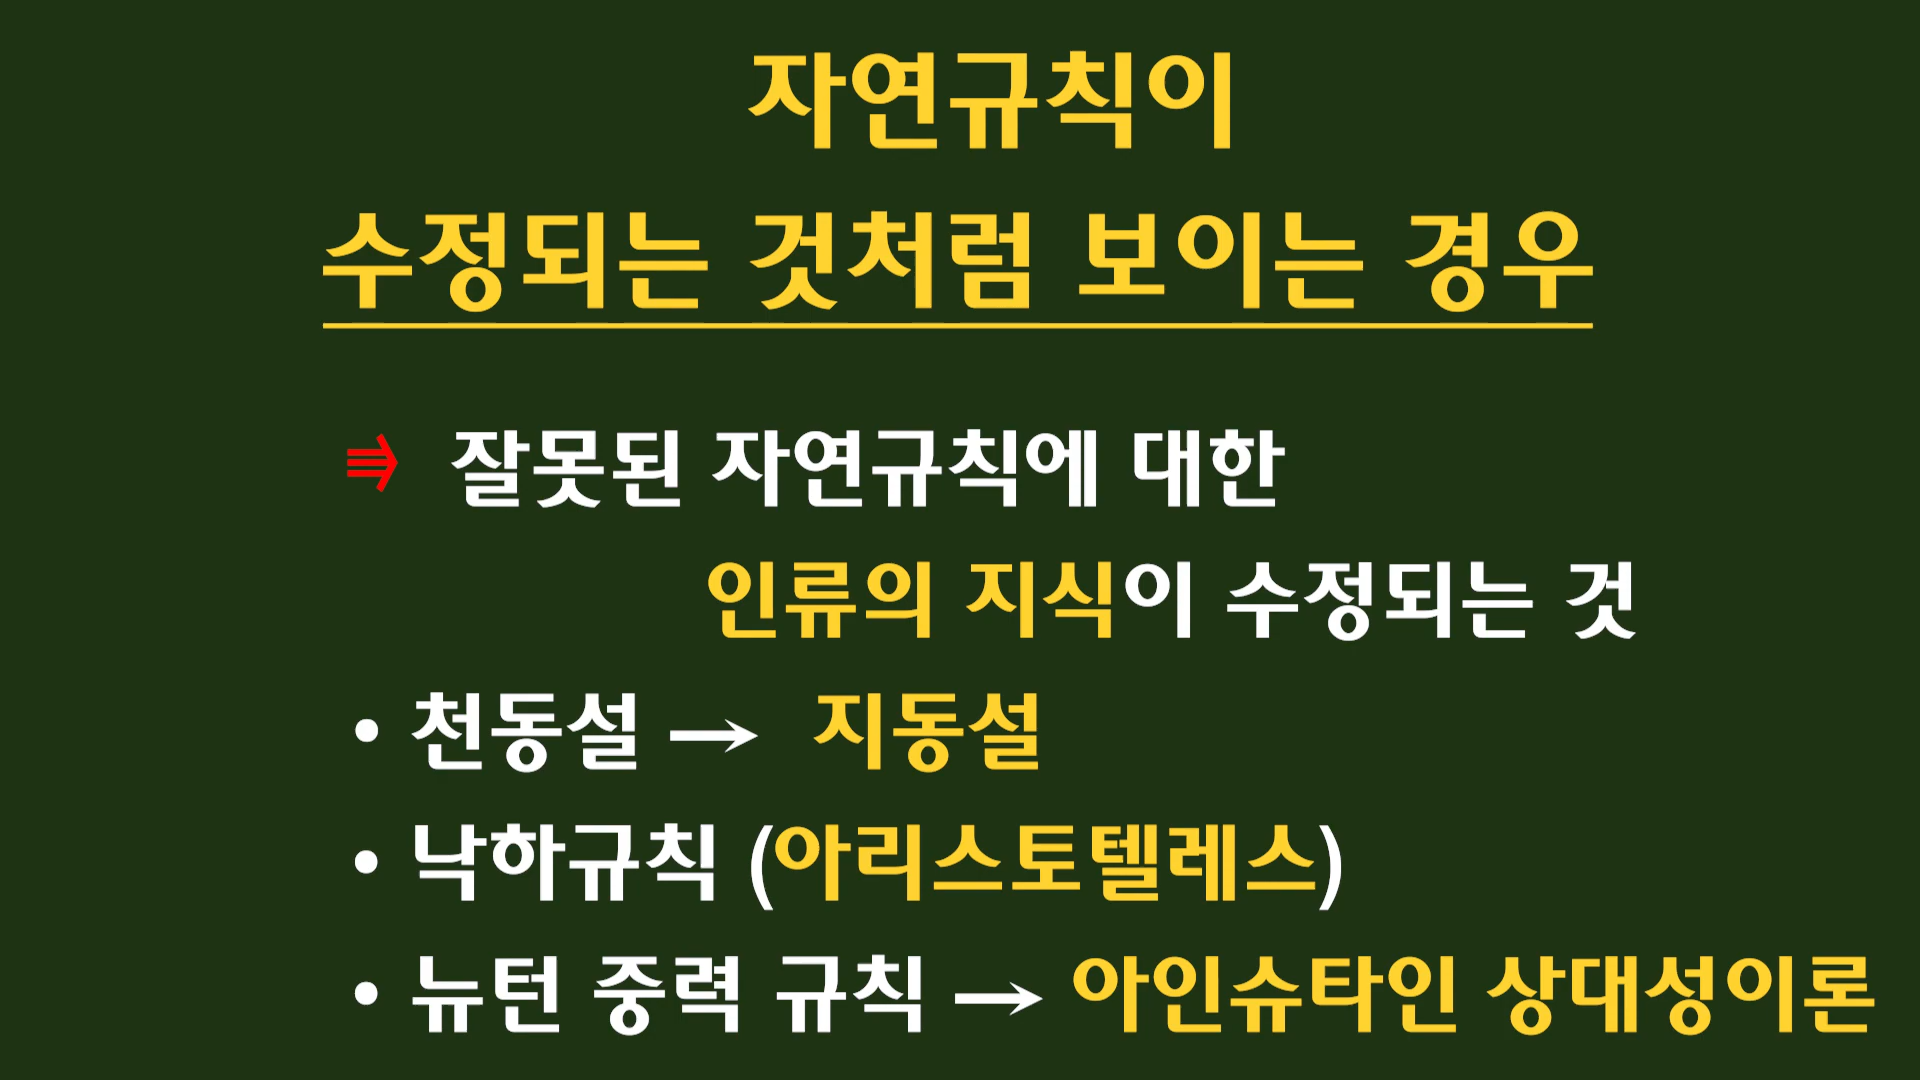 자연규칙이
수정되는 것처럼 보이는 경우
⇛ 잘못된 자연규칙에 대한
인류의 지식이 수정되는 것
• 천동설 → 지동설
• 낙하규칙 (아리스토텔레스)
• 뉴턴 중력 규칙 → 아인슈타인 상대성이론